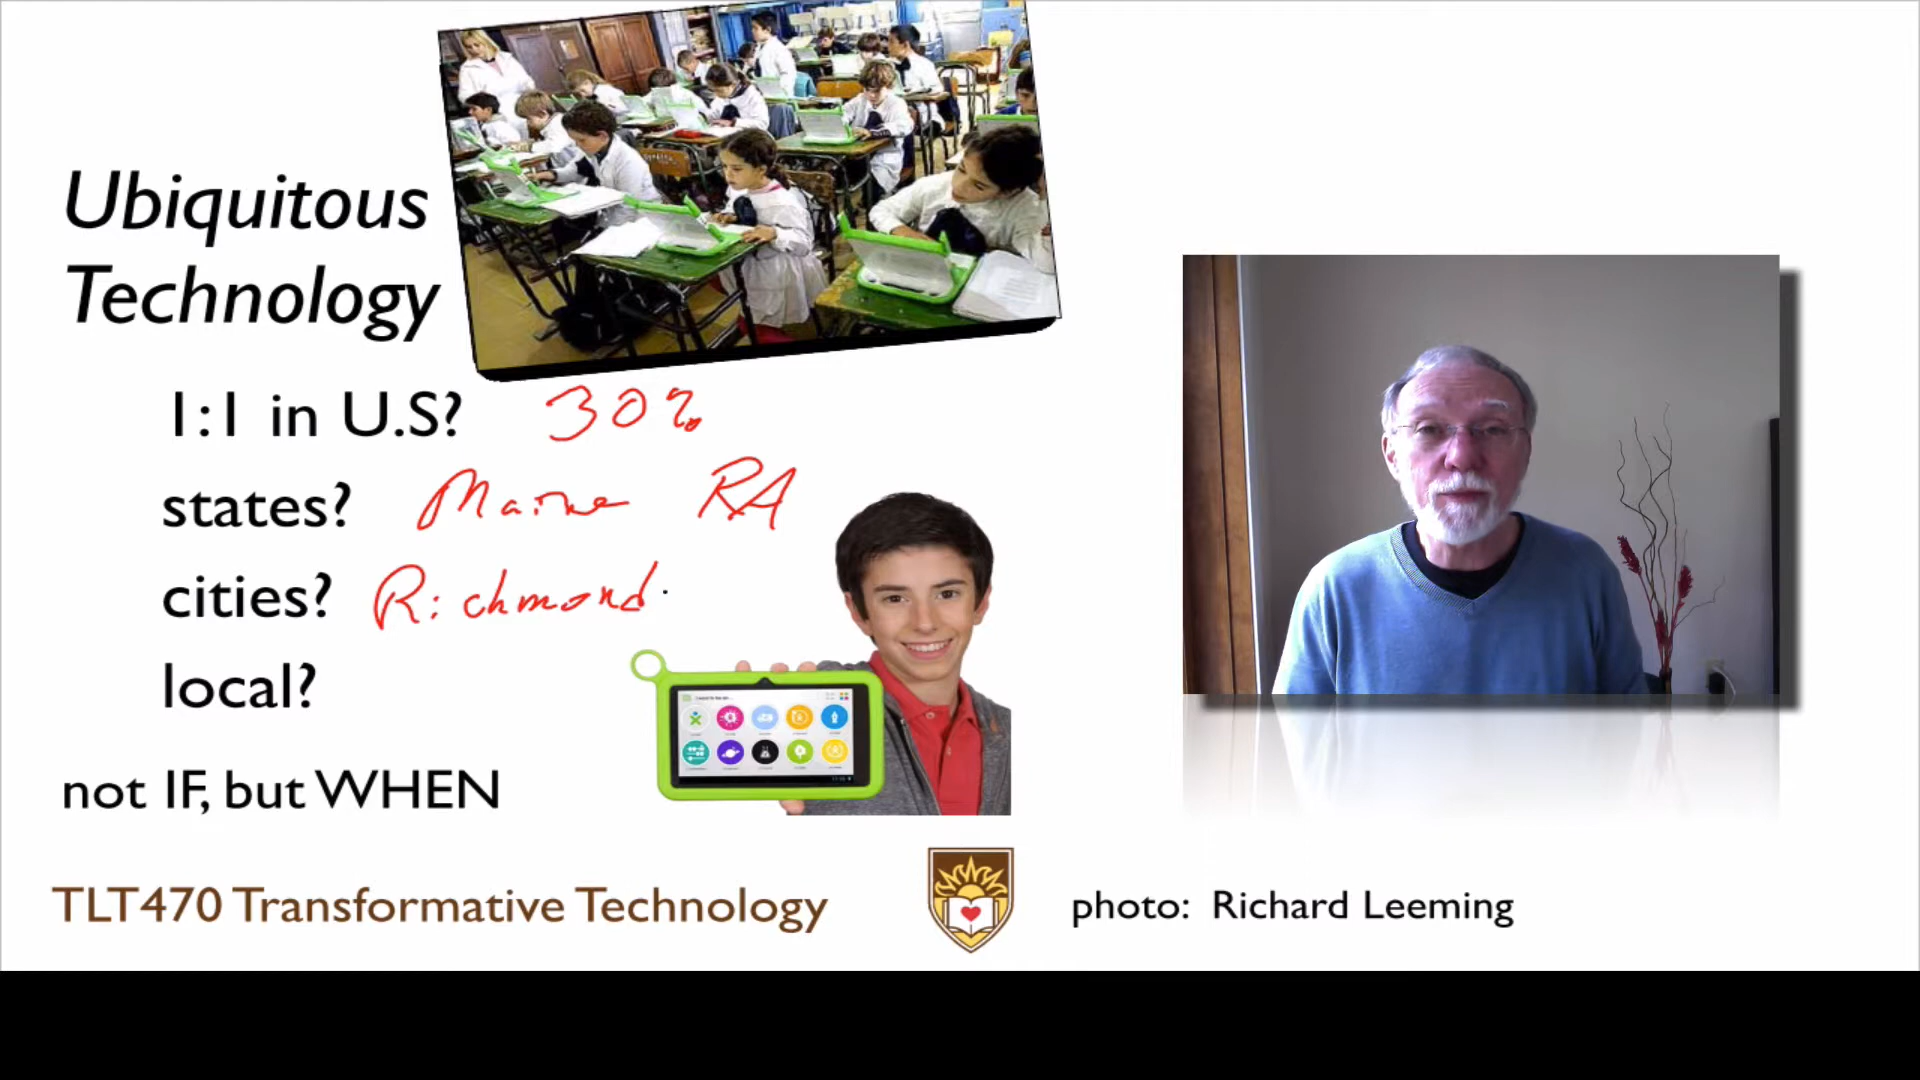 Ubiquitous
Technology
1:1 in U.S? 30%
states? Maine RA
cities? Richmond
local?
not IF, but WHEN
TLT470 Transformative Technology
photo: Richard Leeming